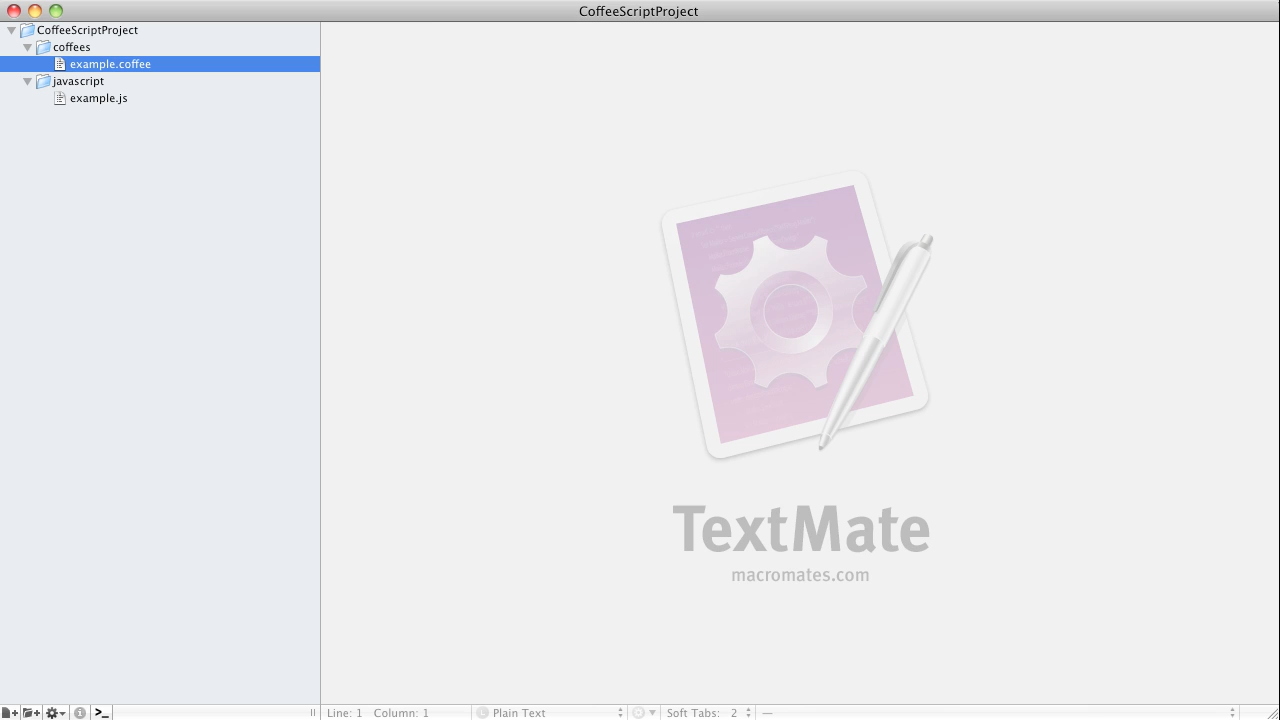 CoffeeScriptProject
CoffeeScriptProject
coffees
example.coffee
javascript
example.js
TextMate
macromates.com
Line: 1 Column: 1 Plain Text Soft Tabs: 2 —